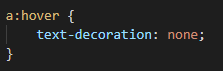 a:hover {
    text-decoration: none;
}